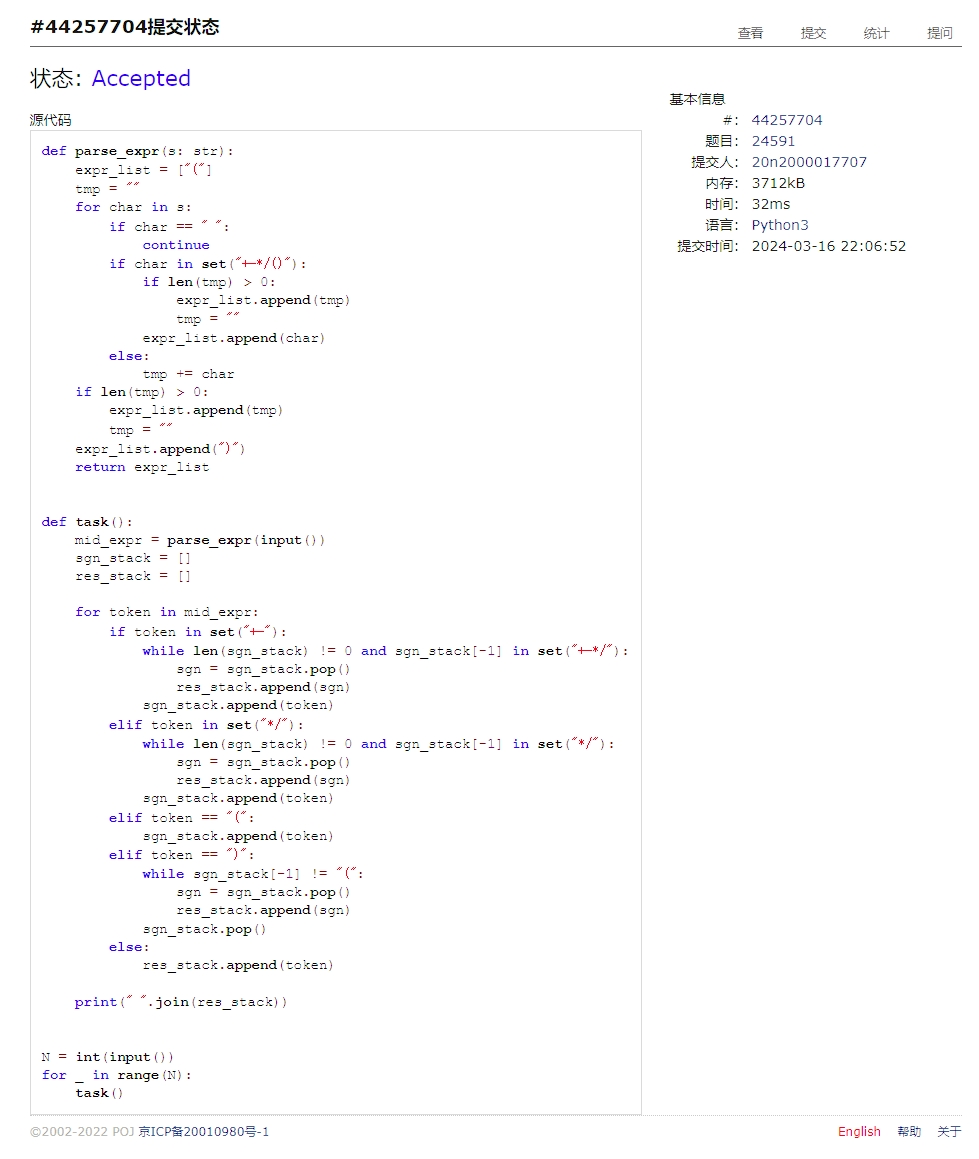 #44257704提交状态
查看 提交 统计 提问
状态: Accepted
源代码
def parse_expr(s: str):
    expr_list = ["("]
    tmp = ""
    for char in s:
        if char == " ":
            continue
        if char in set("+-*/()"):
            if len(tmp) > 0:
                expr_list.append(tmp)
                tmp = ""
            expr_list.append(char)
        else:
            tmp += char
    if len(tmp) > 0:
        expr_list.append(tmp)
        tmp = ""
    expr_list.append(")")
    return expr_list
def task():
    mid_expr = parse_expr(input())
    sgn_stack = []
    res_stack = []
    for token in mid_expr:
        if token in set("+-"):
            while len(sgn_stack) != 0 and sgn_stack[-1] in set("+-*/"):
                sgn = sgn_stack.pop()
                res_stack.append(sgn)
            sgn_stack.append(token)
        elif token in set("*/"):
            while len(sgn_stack) != 0 and sgn_stack[-1] in set("*/"):
                sgn = sgn_stack.pop()
                res_stack.append(sgn)
            sgn_stack.append(token)
        elif token == "(":
            sgn_stack.append(token)
        elif token == ")":
            while sgn_stack[-1] != "(":
                sgn = sgn_stack.pop()
                res_stack.append(sgn)
            sgn_stack.pop()
        else:
            res_stack.append(token)
    print(" ".join(res_stack))
N = int(input())
for _ in range(N):
    task()
基本信息
#: 44257704
题目: 24591
提交人: 20n2000017707
内存: 3712kB
时间: 32ms
语言: Python3
提交时间: 2024-03-16 22:06:52
©2002-2022 POJ 京ICP备20010980号-1
English 帮助 关于